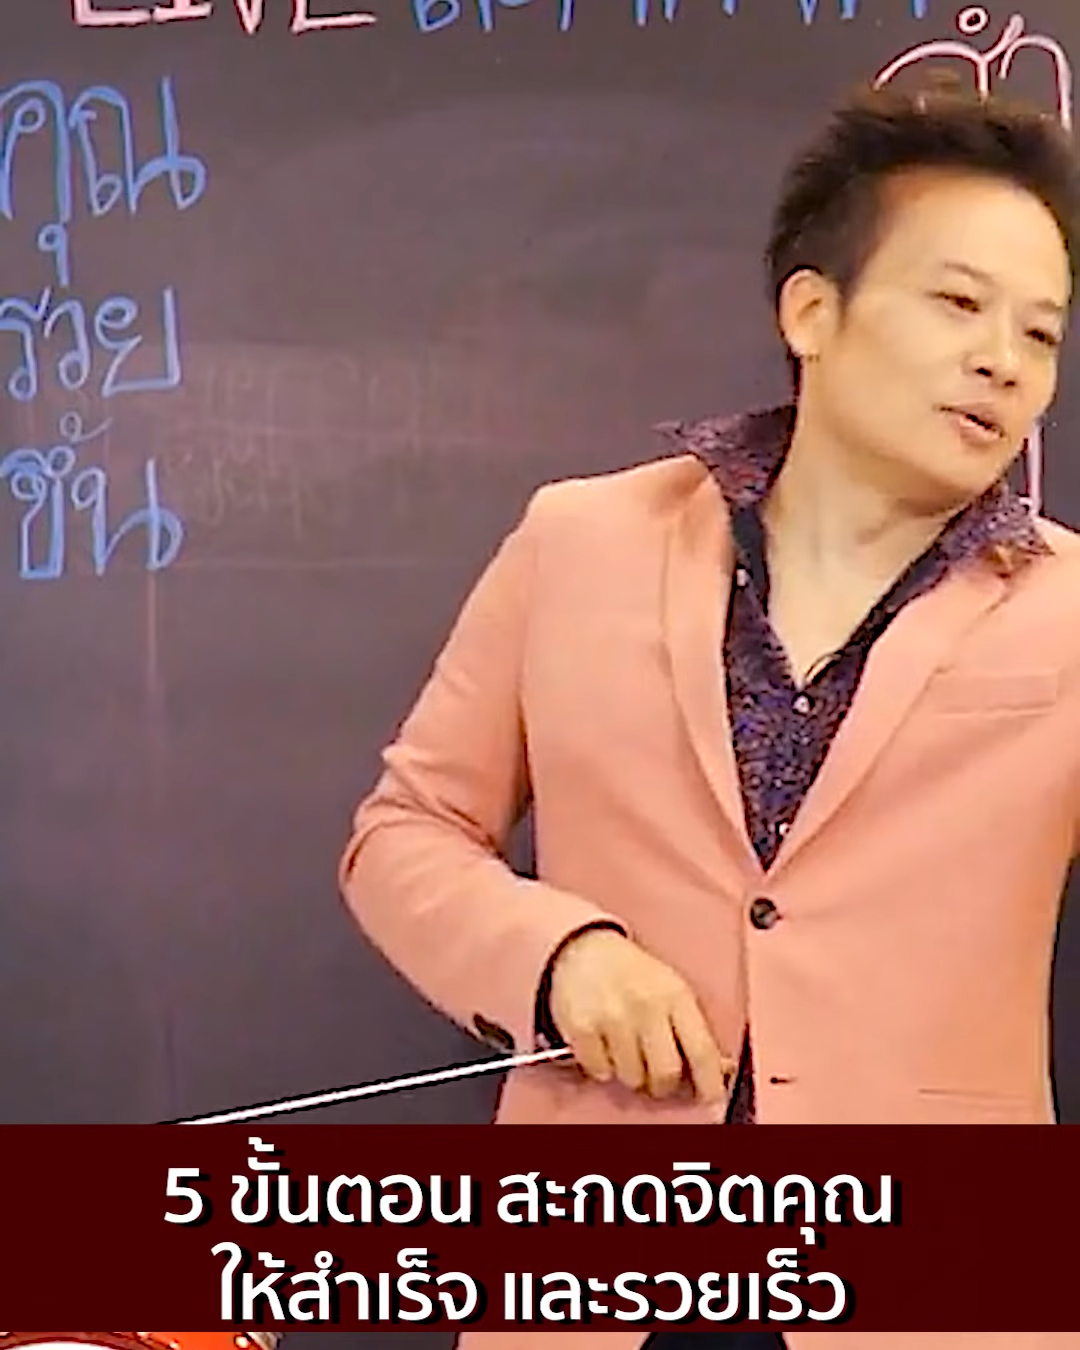 LIVE
คุณ
รวย
ขึ้น
5 ขั้นตอน สะกดจิตคุณ
ให้สำเร็จ และรวยเร็ว